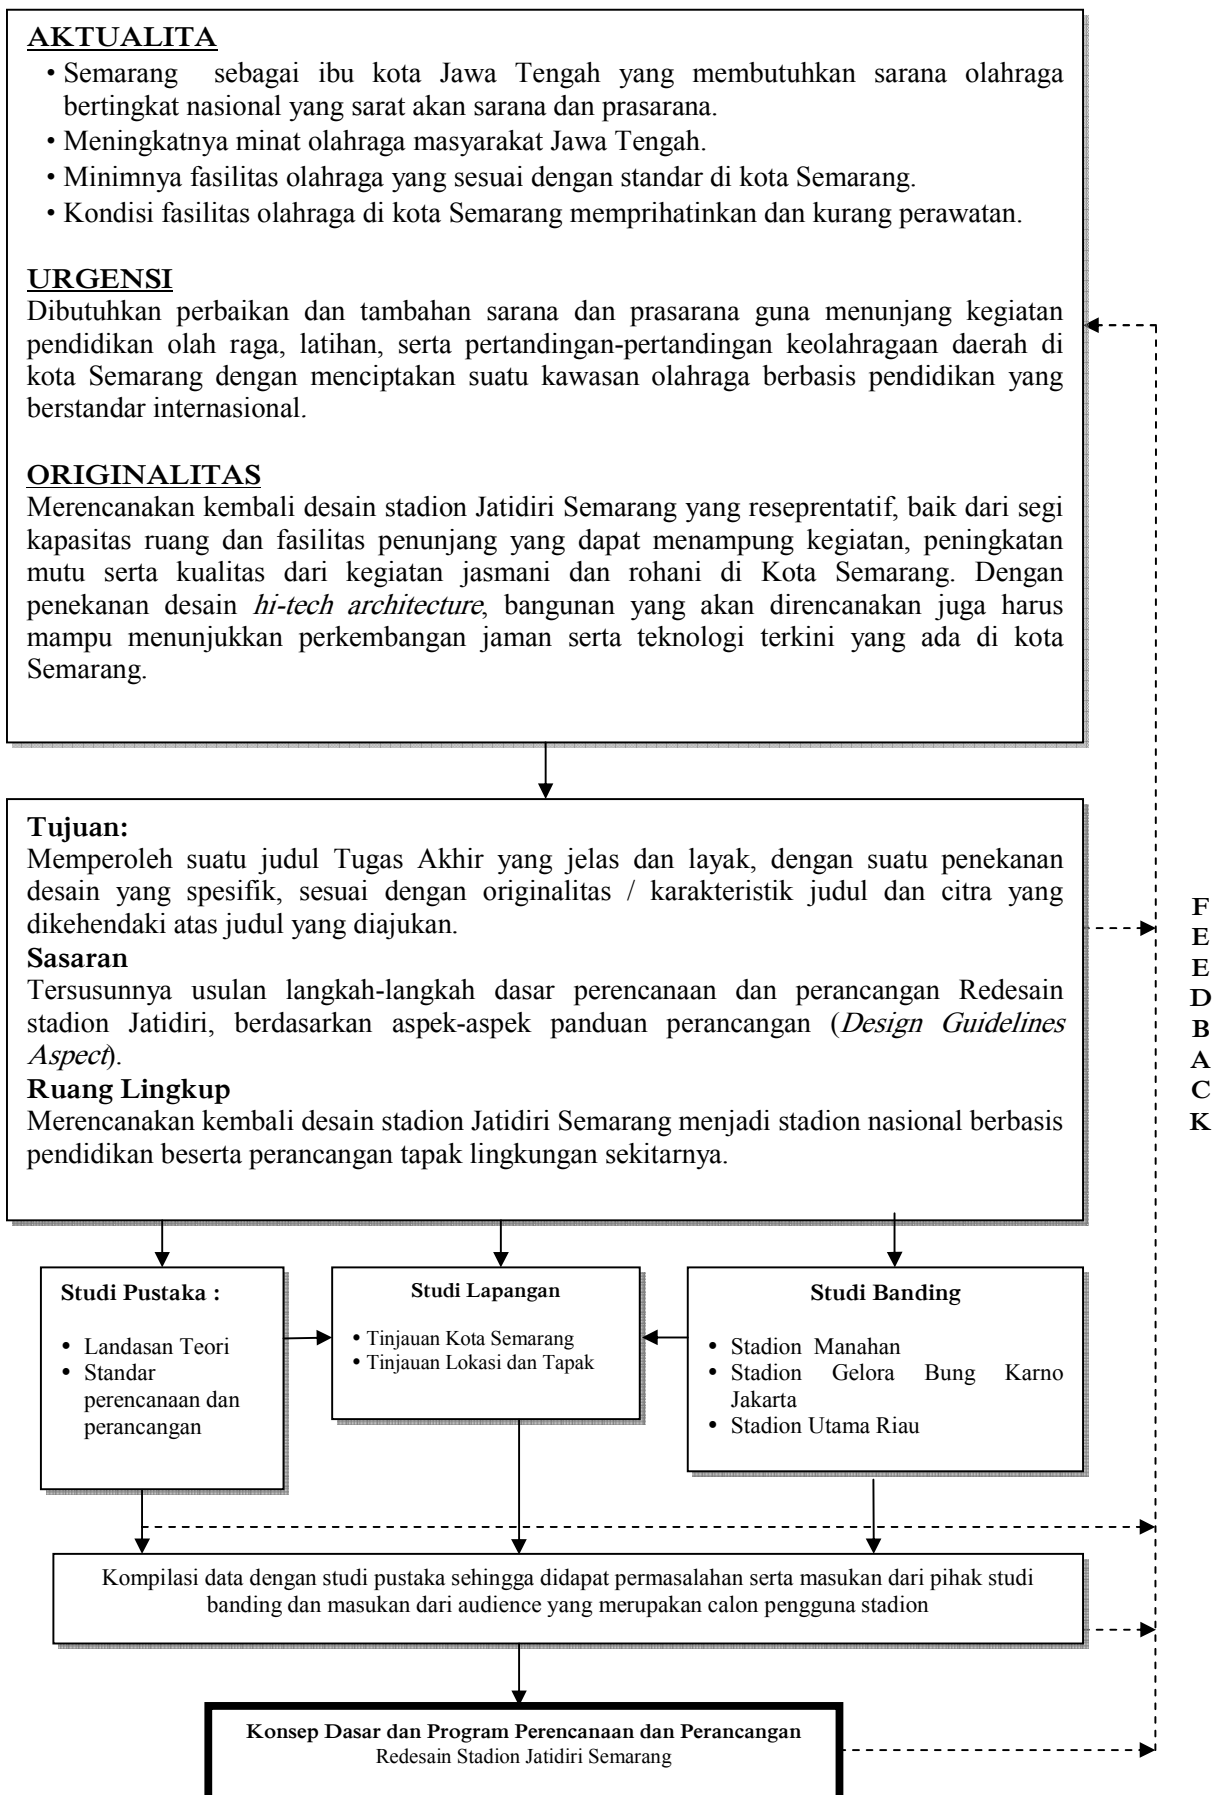 AKTUALITA
• Semarang sebagai ibu kota Jawa Tengah yang membutuhkan sarana olahraga
bertingkat nasional yang sarat akan sarana dan prasarana.
• Meningkatnya minat olahraga masyarakat Jawa Tengah.
• Minimnya fasilitas olahraga yang sesuai dengan standar di kota Semarang.
• Kondisi fasilitas olahraga di kota Semarang memprihatinkan dan kurang perawatan.
URGENSI
Dibutuhkan perbaikan dan tambahan sarana dan prasarana guna menunjang kegiatan
pendidikan olah raga, latihan, serta pertandingan-pertandingan keolahragaan daerah di
kota Semarang dengan menciptakan suatu kawasan olahraga berbasis pendidikan yang
berstandar internasional.
ORIGINALITAS
Merencanakan kembali desain stadion Jatidiri Semarang yang reseprentatif, baik dari segi
kapasitas ruang dan fasilitas penunjang yang dapat menampung kegiatan, peningkatan
mutu serta kualitas dari kegiatan jasmani dan rohani di Kota Semarang. Dengan
penekanan desain hi-tech architecture, bangunan yang akan direncanakan juga harus
mampu menunjukkan perkembangan jaman serta teknologi terkini yang ada di kota
Semarang.
Tujuan:
Memperoleh suatu judul Tugas Akhir yang jelas dan layak, dengan suatu penekanan
desain yang spesifik, sesuai dengan originalitas / karakteristik judul dan citra yang
dikehendaki atas judul yang diajukan.
Sasaran
Tersusunnya usulan langkah-langkah dasar perencanaan dan perancangan Redesain
stadion Jatidiri, berdasarkan aspek-aspek panduan perancangan (Design Guidelines
Aspect).
Ruang Lingkup
Merencanakan kembali desain stadion Jatidiri Semarang menjadi stadion nasional berbasis
pendidikan beserta perancangan tapak lingkungan sekitarnya.
F
E
E
D
B
A
C
K
Studi Pustaka :
• Landasan Teori
• Standar
perencanaan dan
perancangan
Studi Lapangan
• Tinjauan Kota Semarang
• Tinjauan Lokasi dan Tapak
Studi Banding
• Stadion Manahan
• Stadion Gelora Bung Karno
Jakarta
• Stadion Utama Riau
Kompilasi data dengan studi pustaka sehingga didapat permasalahan serta masukan dari pihak studi
banding dan masukan dari audience yang merupakan calon pengguna stadion
Konsep Dasar dan Program Perencanaan dan Perancangan
Redesain Stadion Jatidiri Semarang